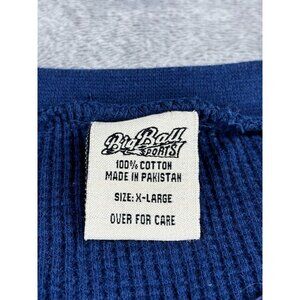 Big Ball
SPORTS
100% COTTON
MADE IN PAKISTAN
SIZE: X-LARGE
OVER FOR CARE